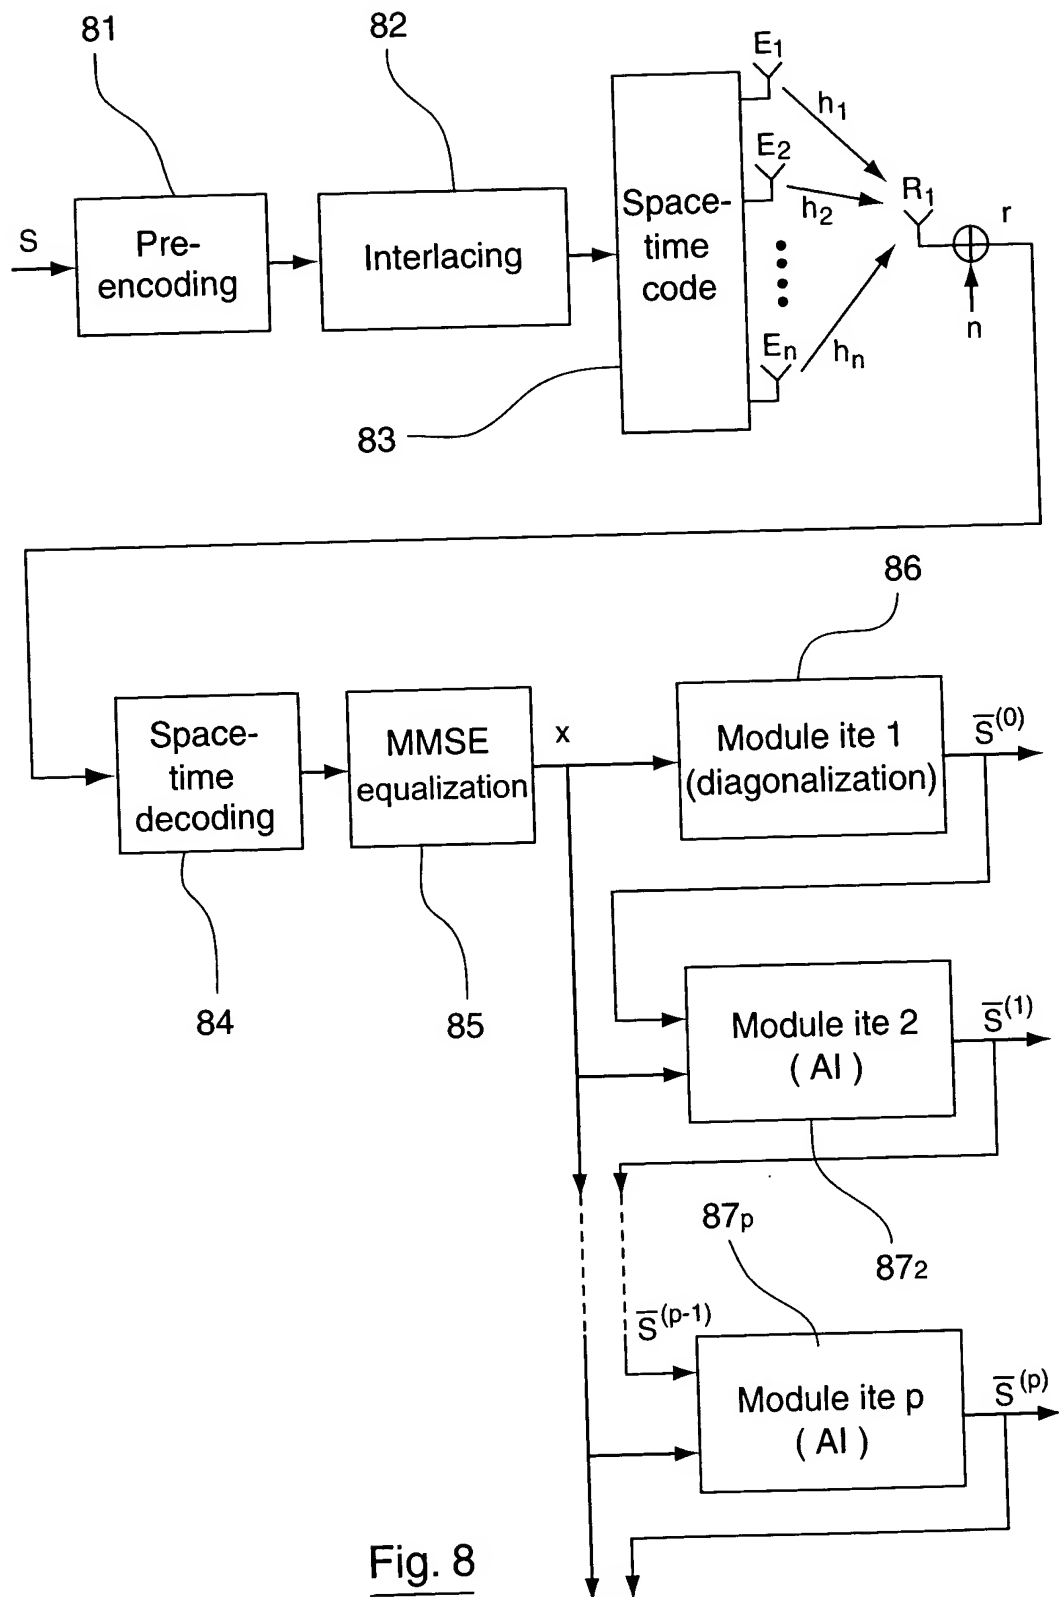 81
82
E1
h1
E2
h2
R1
r
S
Pre-
encoding
Interlacing
Space-
time
code
n
En
hn
83
86
Space-
time
decoding
MMSE
equalization
x
Module ite 1
(diagonalization)
S̅(0)
84
85
Module ite 2
( AI )
S̅(1)
87p
872
S̅(p-1)
Module ite p
( AI )
S̅(p)
Fig. 8